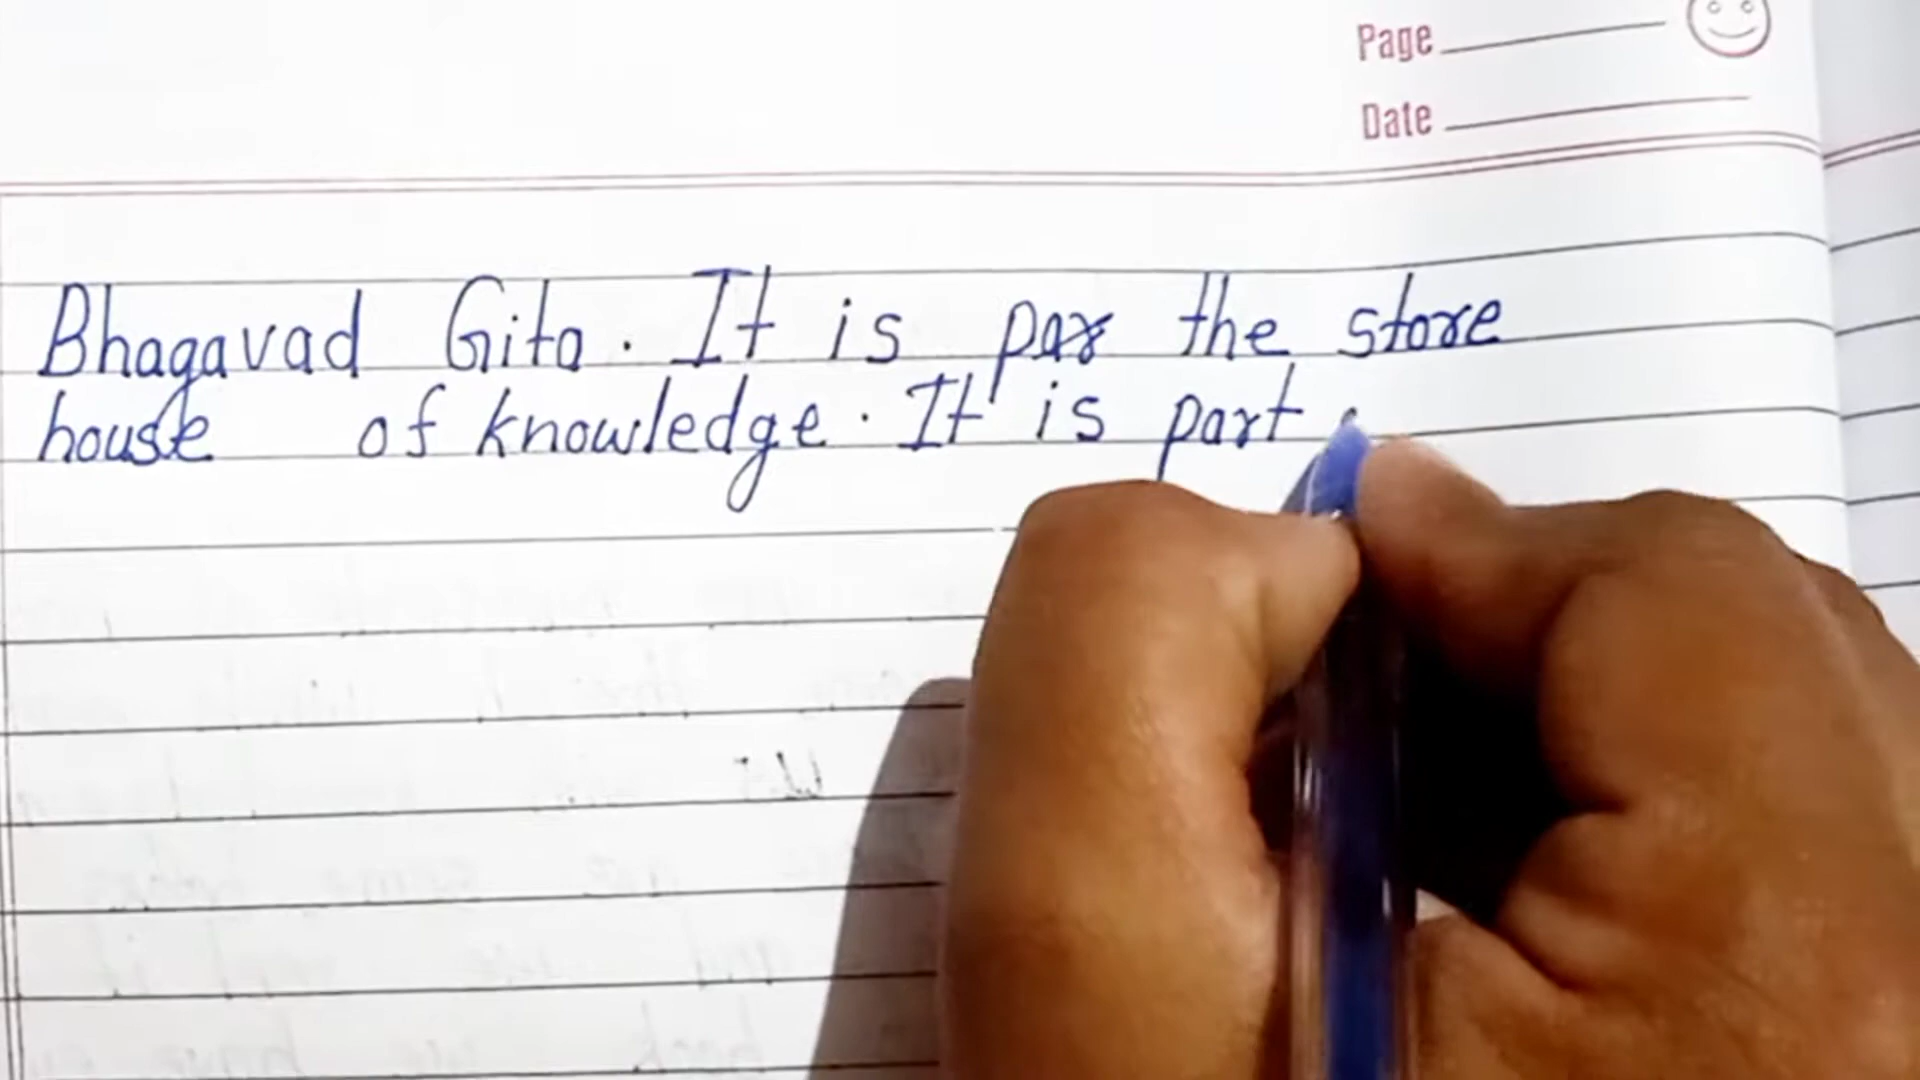 Page
Date
Bhagavad Gita. It is par the store
house of knowledge. It is part